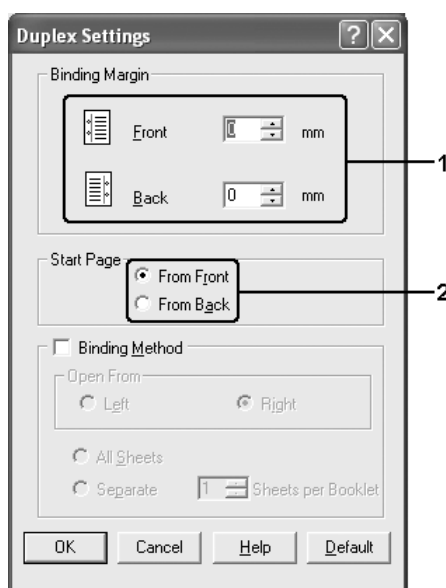 Duplex Settings
Binding Margin
Front 0 mm
1
Back 0 mm
Start Page
From Front
2
From Back
Binding Method
Open From
Left Right
All Sheets
Separate 1 Sheets per Booklet
OK Cancel Help Default